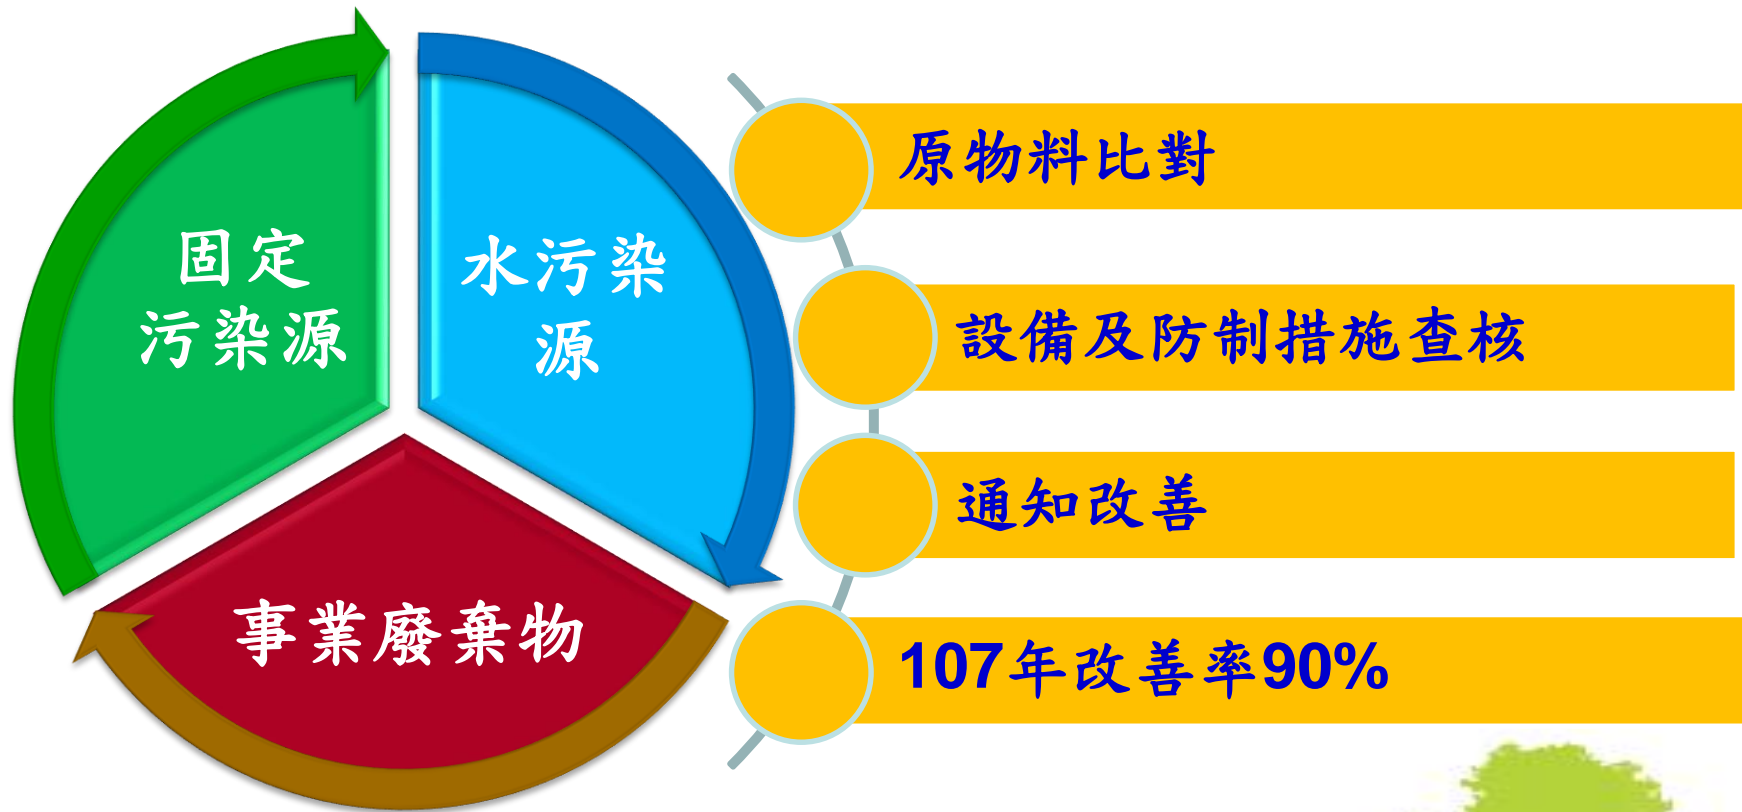 固定
污染源
水污染
源
事業廢棄物
原物料比對
設備及防制措施查核
通知改善
107年改善率90%